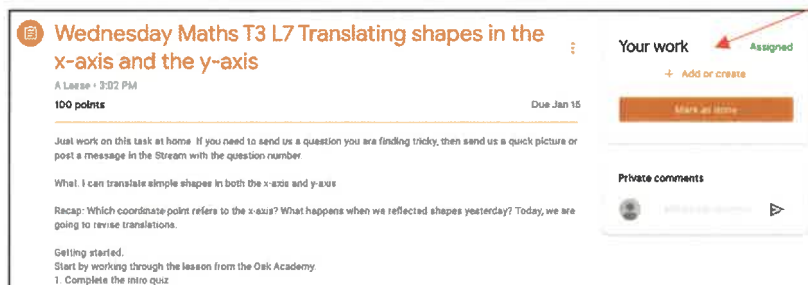 Wednesday Maths T3 L7 Translating shapes in the
x-axis and the y-axis
A Leese • 3:02 PM
100 points
Due Jan 15
Just work on this task at home. If you need to send us a question you are finding tricky, then send us a quick picture or
post a message in the Stream with the question number
What. I can translate simple shapes in both the x-axis and y-axis
Recap: Which coordinate point refers to the x-axis? What happens when we reflected shapes yesterday? Today, we are
going to revise translations.
Getting started.
Start by working through the lesson from the Oak Academy.
1. Complete the intro quiz
Your work
Assigned
+ Add or create
Mark as done
Private comments